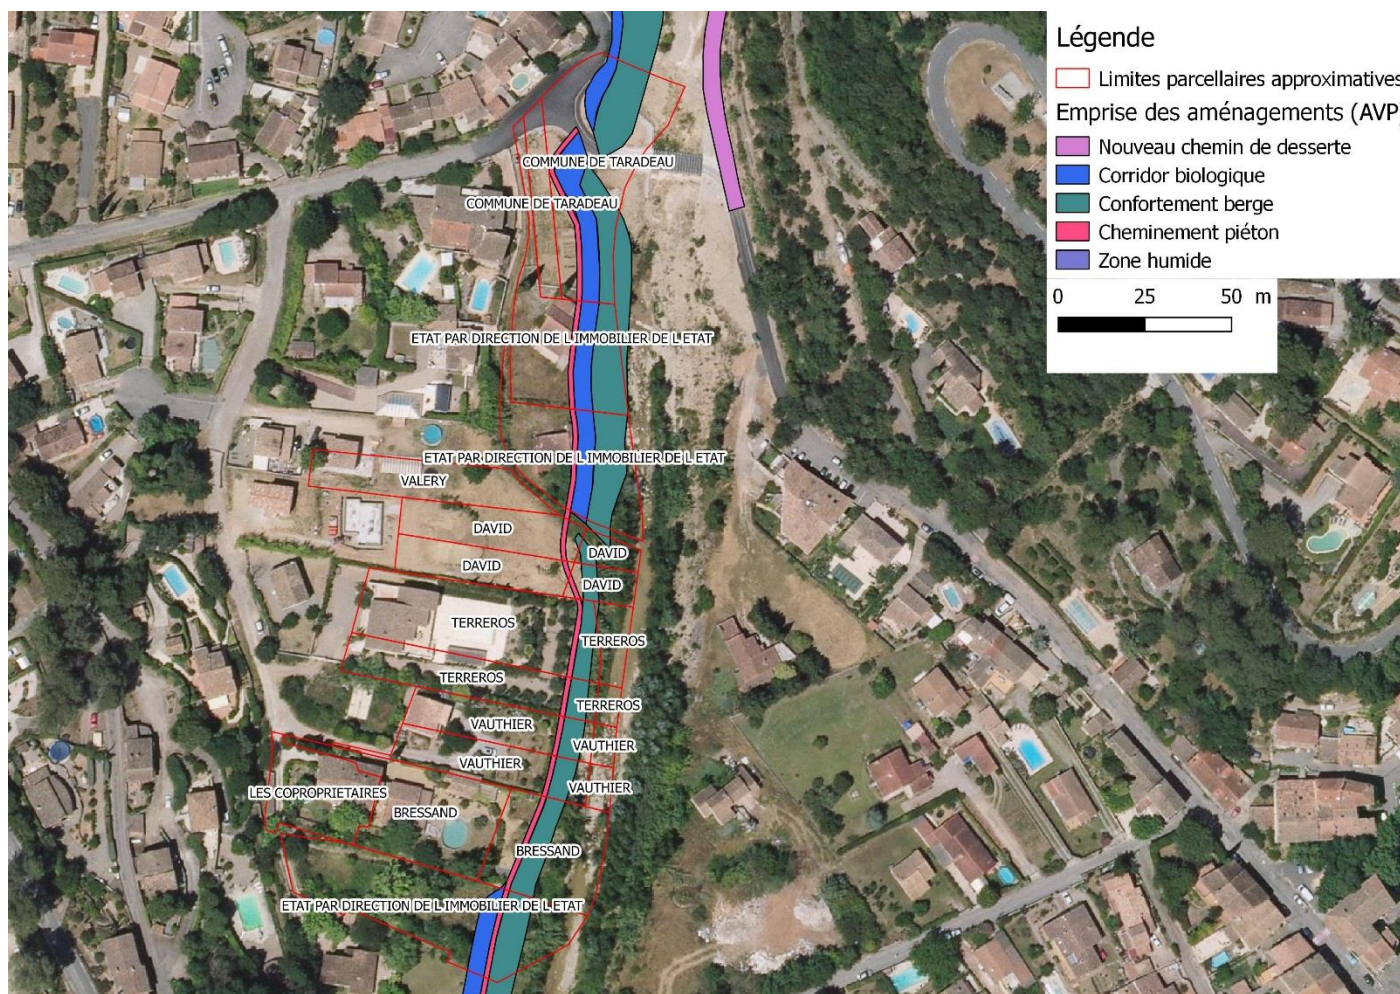 Légende
Limites parcellaires approximatives
Emprise des aménagements (AVP
Nouveau chemin de desserte
Corridor biologique
Confortement berge
Cheminement piéton
Zone humide
0 25 50 m
COMMUNE DE TARADEAU
COMMUNE DE TARADEAU
ETAT PAR DIRECTION DE L IMMOBILIER DE L ETAT
ETAT PAR DIRECTION DE L IMMOBILIER DE L ETAT
VALERY
DAVID
DAVID
DAVID
DAVID
TERREROS
TERREROS
TERREROS
TERREROS
VAUTHIER
VAUTHIER
VAUTHIER
VAUTHIER
LES COPROPRIETAIRES
BRESSAND
BRESSAND
ETAT PAR DIRECTION DE L IMMOBILIER DE L ETAT